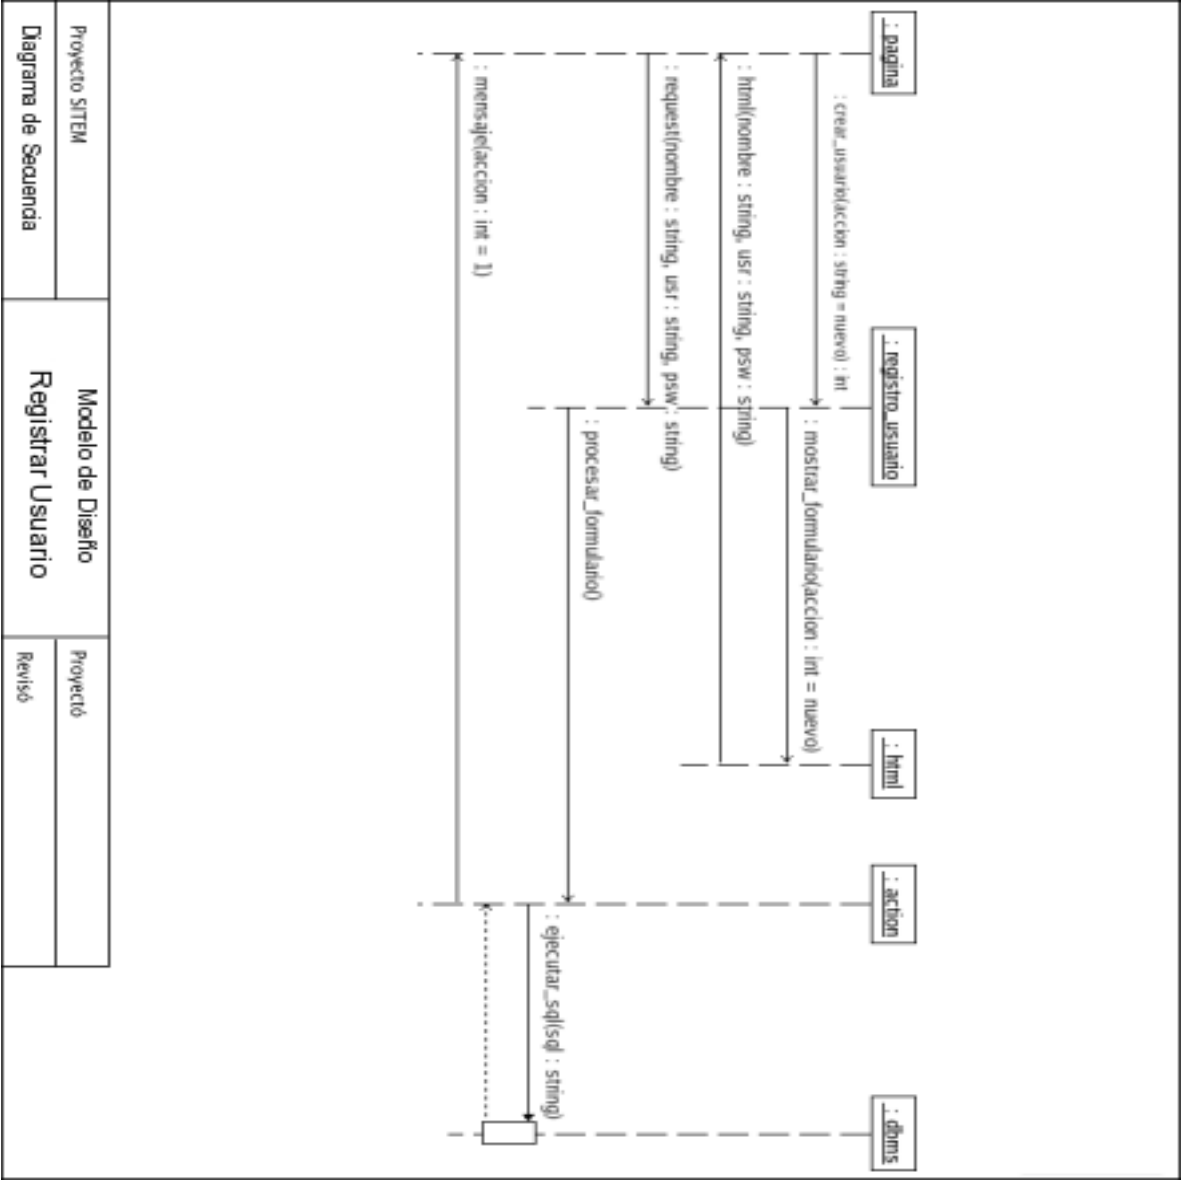 : pagina
: registro_usuario
: html
: action
: dbms
: crear_usuario(accion : string = nuevo) : int
: mostrar_formulario(accion : int = nuevo)
: html(nombre : string, usr : string, psw : string)
: request(nombre : string, usr : string, psw : string)
: procesar_formulario()
: ejecutar_sql(sql : string)
: mensaje(accion : int = 1)
Proyecto SITEM
Diagrama de Secuencia
Modelo de Diseño
Registrar Usuario
Proyectó
Revisó